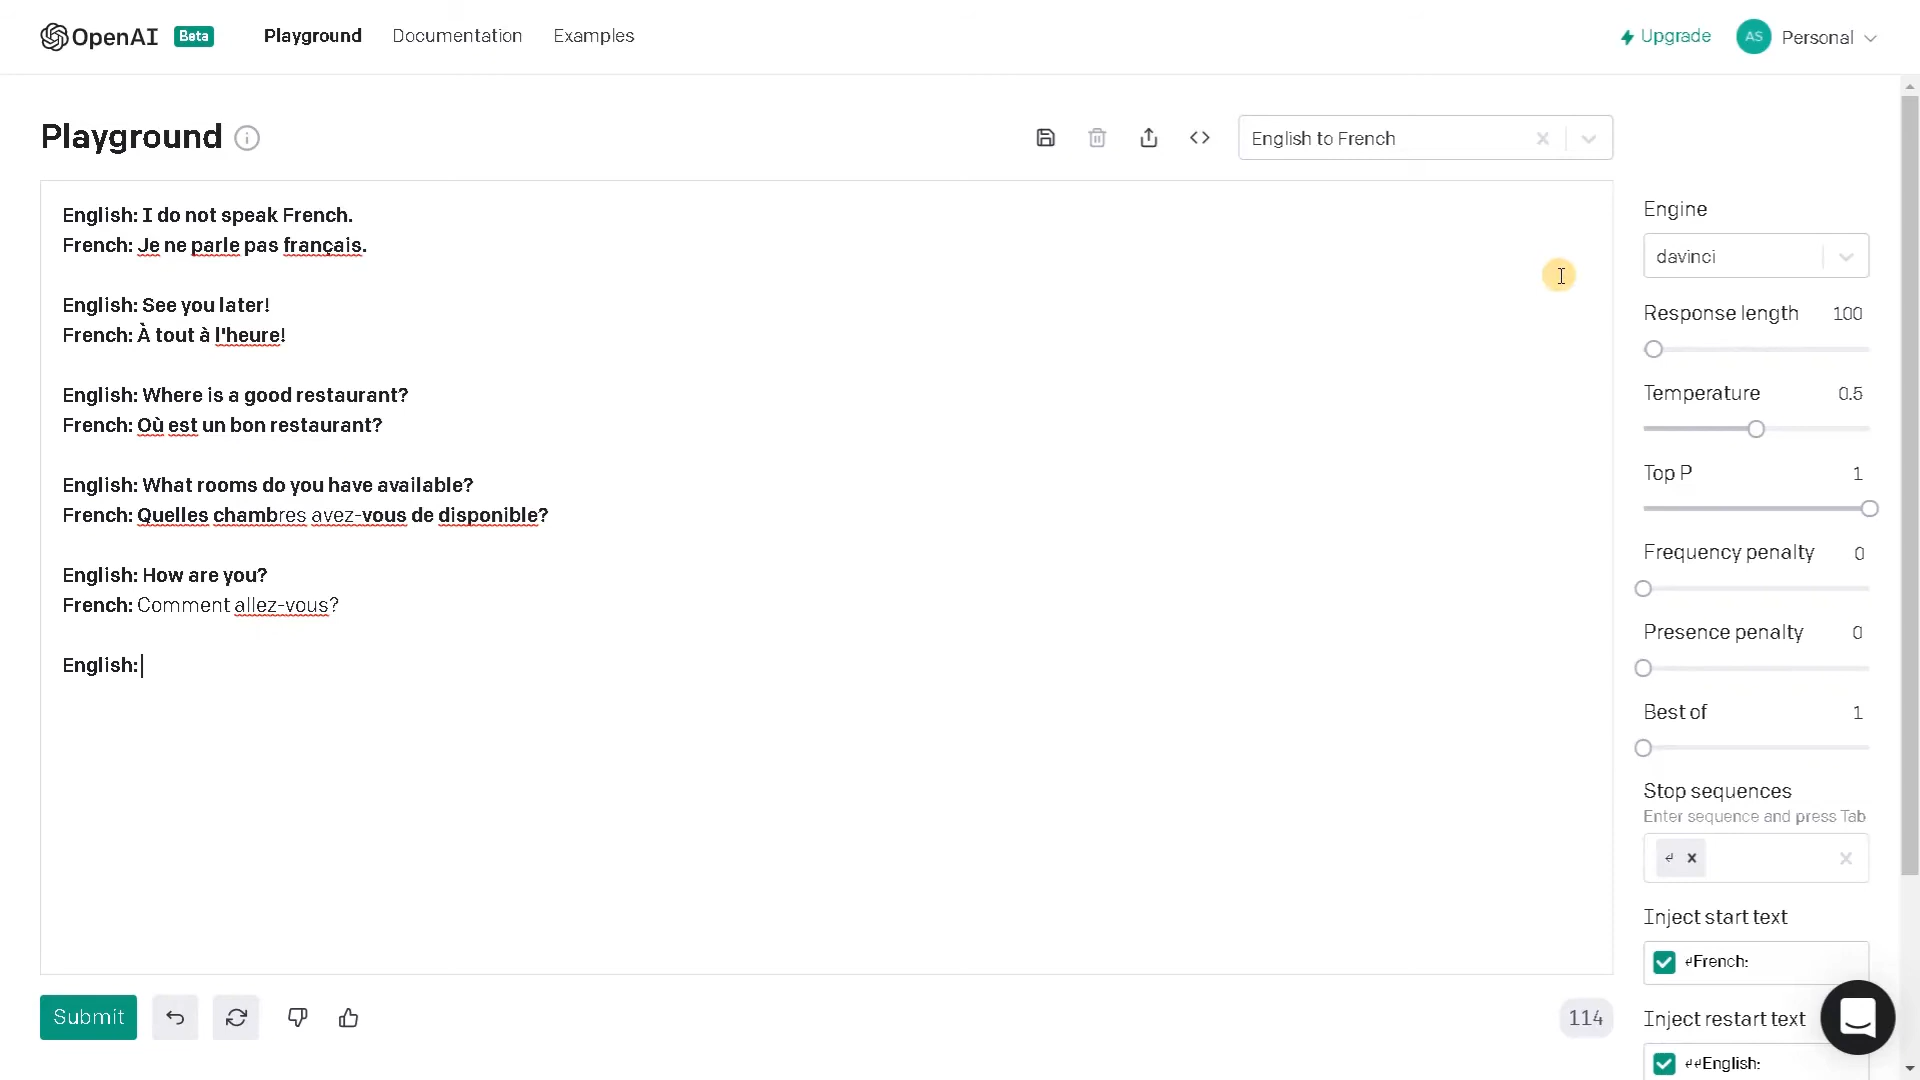 OpenAI Beta Playground Documentation Examples Upgrade AS Personal
Playground
English to French
English: I do not speak French.
French: Je ne parle pas français.
English: See you later!
French: À tout à l'heure!
English: Where is a good restaurant?
French: Où est un bon restaurant?
English: What rooms do you have available?
French: Quelles chambres avez-vous de disponible?
English: How are you?
French: Comment allez-vous?
English:
Submit
114
Engine
davinci
Response length 100
Temperature 0.5
Top P 1
Frequency penalty 0
Presence penalty 0
Best of 1
Stop sequences
Enter sequence and press Tab
↵ x
Inject start text
↵French:
Inject restart text
↵↵English: